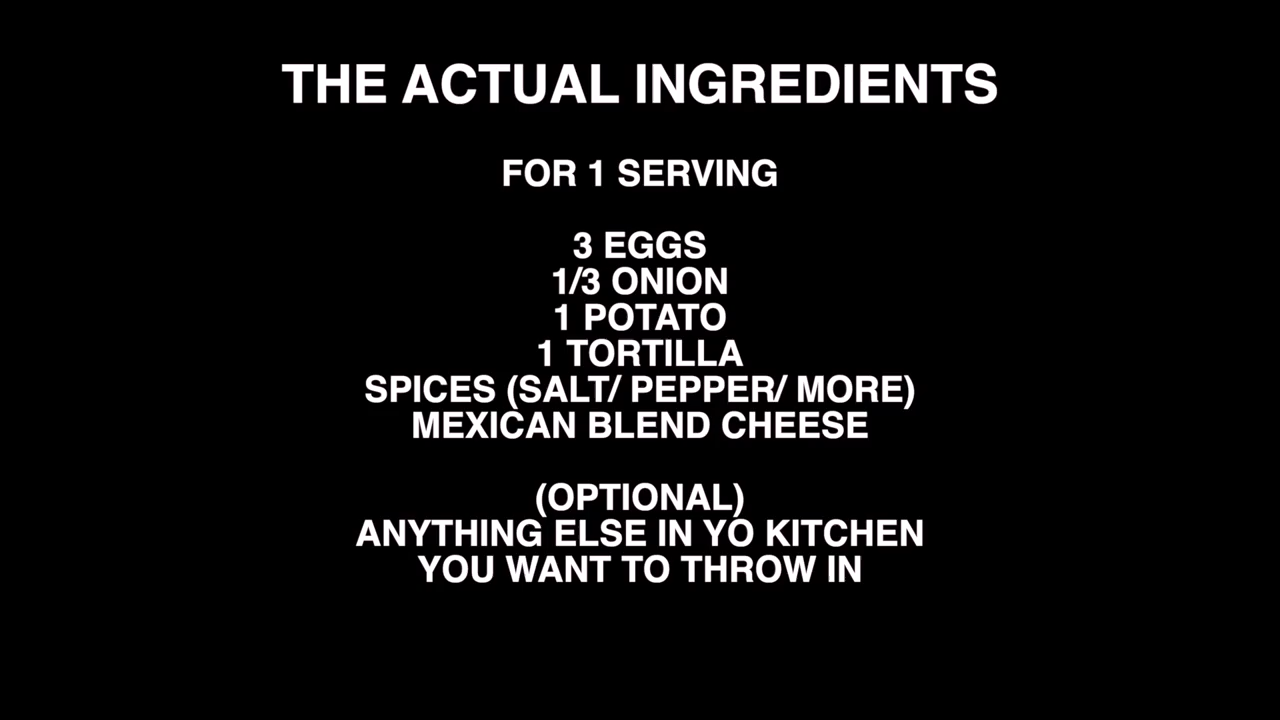 THE ACTUAL INGREDIENTS
FOR 1 SERVING
3 EGGS
1/3 ONION
1 POTATO
1 TORTILLA
SPICES (SALT/ PEPPER/ MORE)
MEXICAN BLEND CHEESE
(OPTIONAL)
ANYTHING ELSE IN YO KITCHEN
YOU WANT TO THROW IN